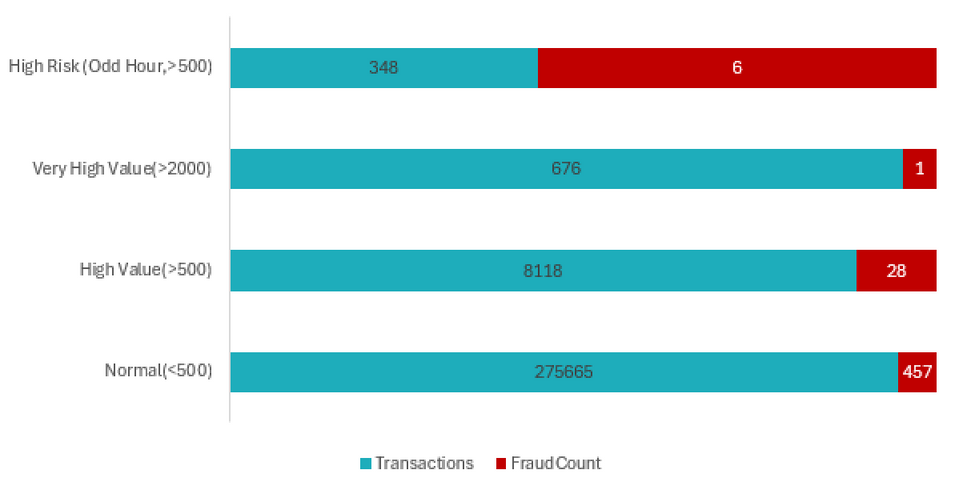 High Risk (Odd Hour,>500)
348
6
Very High Value(>2000)
676
1
High Value(>500)
8118
28
Normal(<500)
275665
457
Transactions
Fraud Count